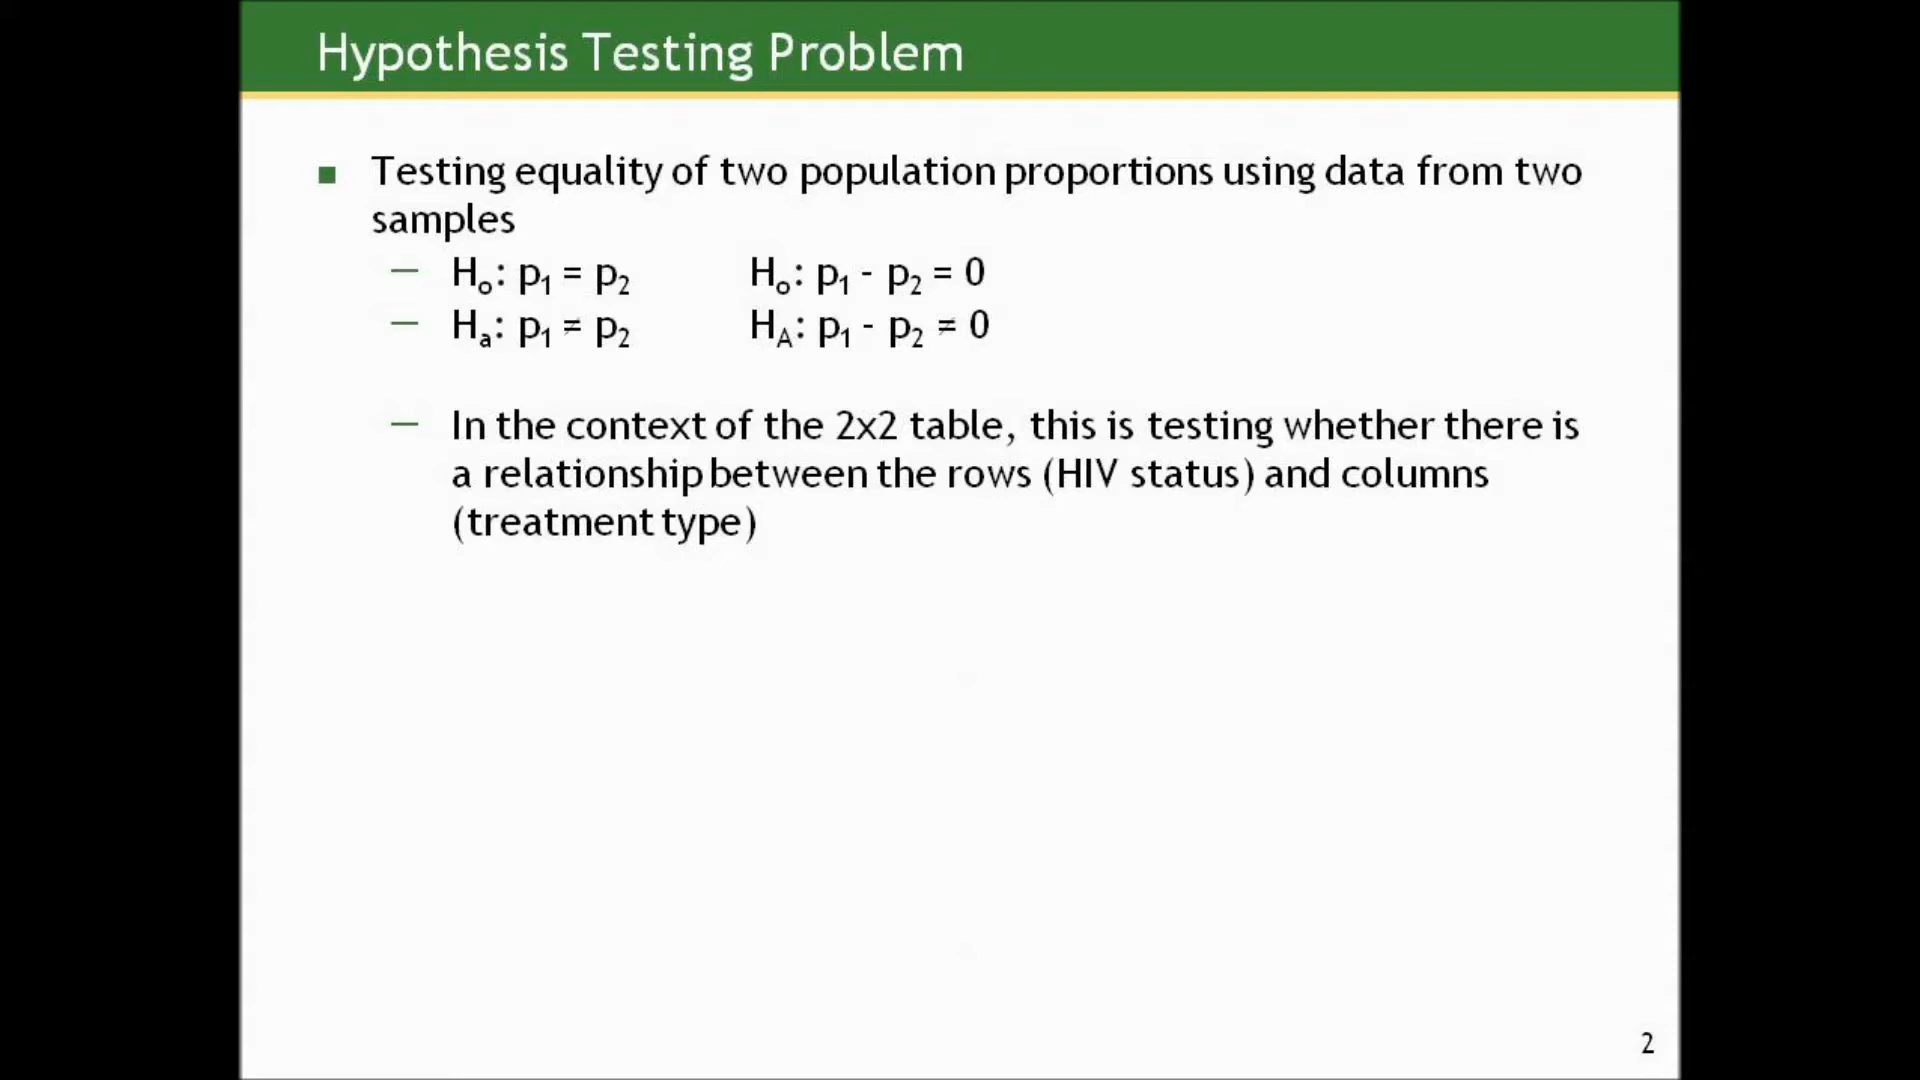 Hypothesis Testing Problem
Testing equality of two population proportions using data from two
samples
— Hₒ: p₁ = p₂ Hₒ: p₁ - p₂ = 0
— Hₐ: p₁ ≠ p₂ H_A: p₁ - p₂ ≠ 0
— In the context of the 2x2 table, this is testing whether there is
a relationship between the rows (HIV status) and columns
(treatment type)
2